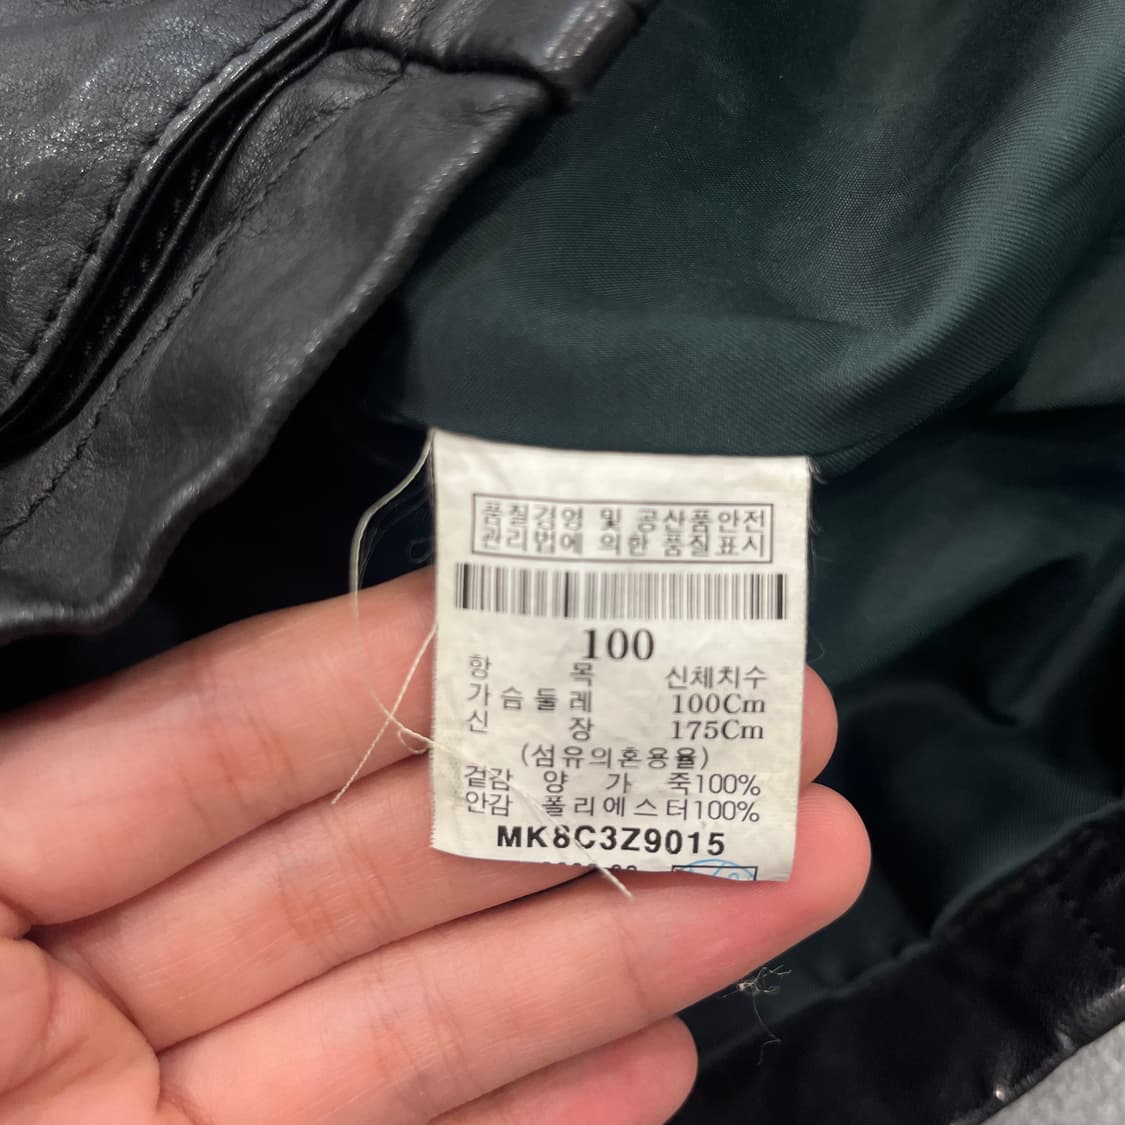 품질경영 및 공산품안전
관리법에 의한 품질표시
100
항 목 신체치수
가슴둘레 100Cm
신 장 175Cm
(섬유의혼용율)
겉감 양 가 죽100%
안감 폴리에스터100%
MK8C3Z9015